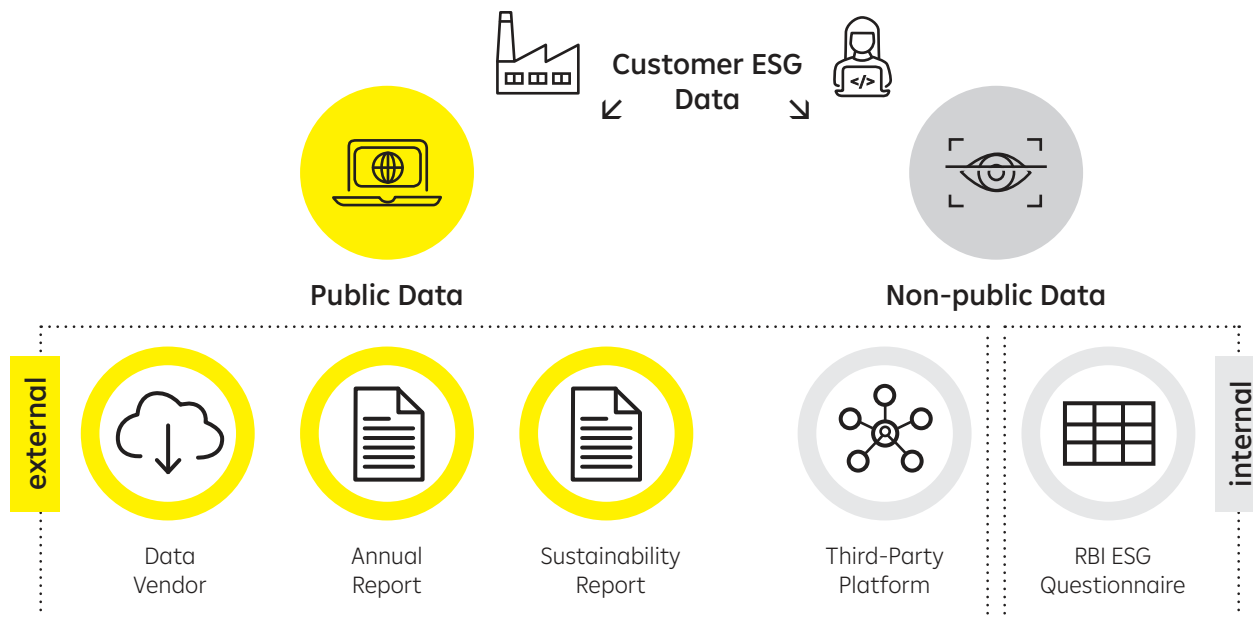 Customer ESG
Data
</>
Public Data
Non-public Data
external
internal
Data
Vendor
Annual
Report
Sustainability
Report
Third-Party
Platform
RBI ESG
Questionnaire